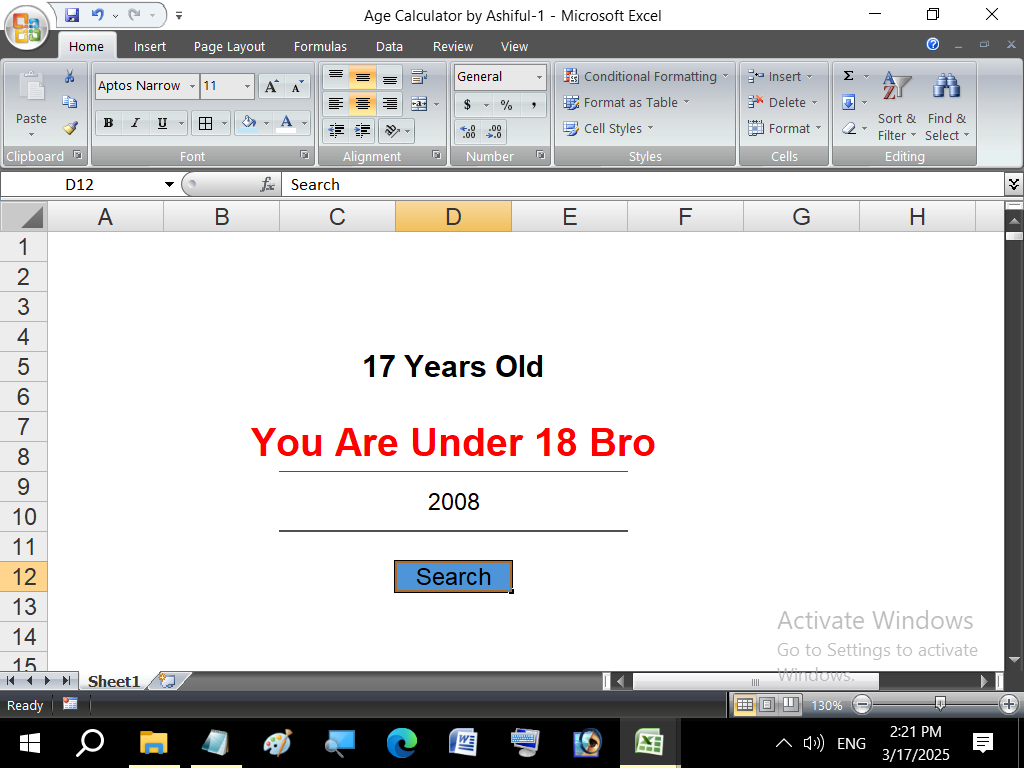 Age Calculator by Ashiful-1 - Microsoft Excel
Home Insert Page Layout Formulas Data Review View
Aptos Narrow 11 General Conditional Formatting Insert Σ
Paste $ % , Format as Table Delete Sort & Filter Find & Select
B I U A Cell Styles Format
Clipboard Font Alignment Number Styles Cells Editing
D12 fx Search
A B C D E F G H
1
2
3
4
5 17 Years Old
6
7 You Are Under 18 Bro
8
9 2008
10
11
12 Search
13
14
15
Activate Windows
Go to Settings to activate
Windows.
Sheet1
Ready 130%
ENG 2:21 PM
3/17/2025